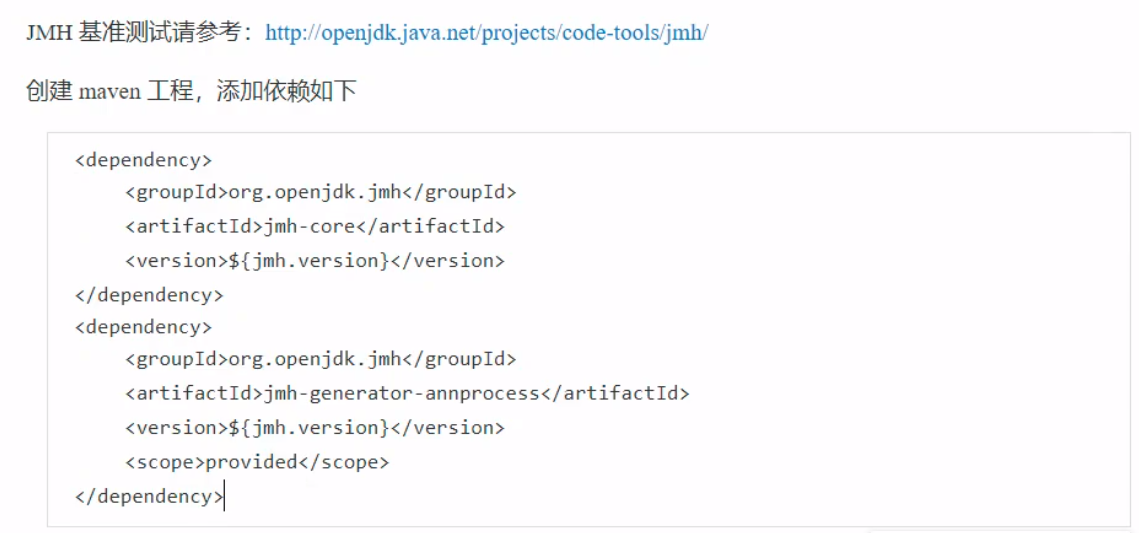 JMH 基准测试请参考：http://openjdk.java.net/projects/code-tools/jmh/
创建 maven 工程，添加依赖如下
<dependency>
    <groupId>org.openjdk.jmh</groupId>
    <artifactId>jmh-core</artifactId>
    <version>${jmh.version}</version>
</dependency>
<dependency>
    <groupId>org.openjdk.jmh</groupId>
    <artifactId>jmh-generator-annprocess</artifactId>
    <version>${jmh.version}</version>
    <scope>provided</scope>
</dependency>